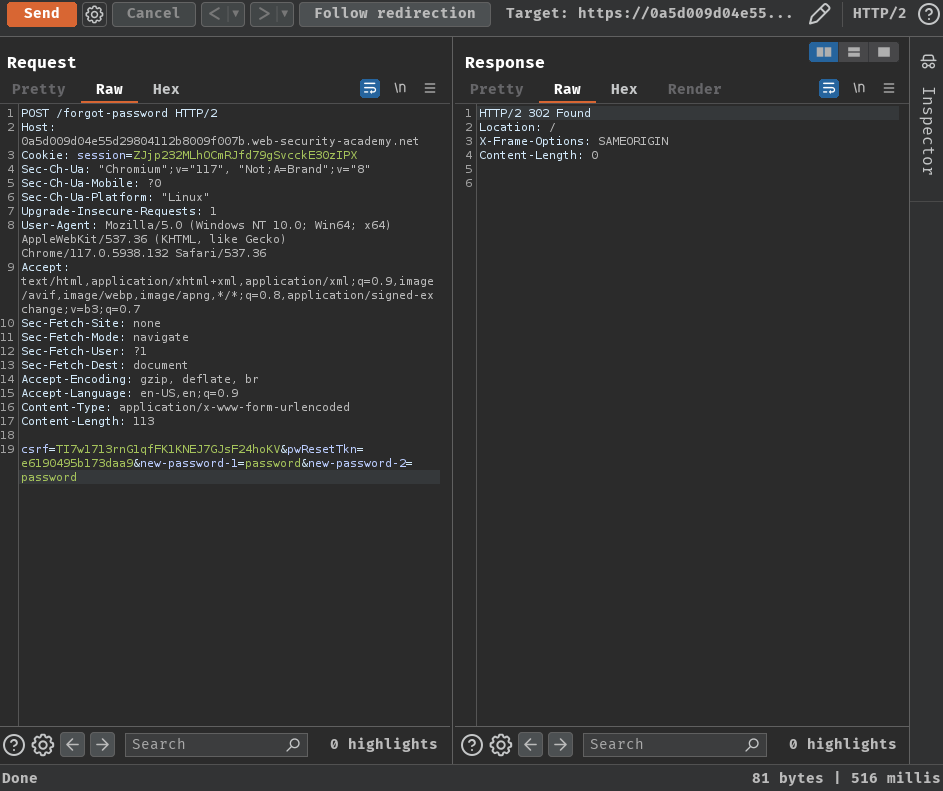 Send Cancel < > Follow redirection Target: https://0a5d009d04e55... HTTP/2 ?
Request
Pretty Raw Hex \n
1 POST /forgot-password HTTP/2
2 Host:
0a5d009d04e55d29804112b8009f007b.web-security-academy.net
3 Cookie: session=ZJjp232MLhOCmRJfd79gSvcckE3OzIPX
4 Sec-Ch-Ua: "Chromium";v="117", "Not;A=Brand";v="8"
5 Sec-Ch-Ua-Mobile: ?0
6 Sec-Ch-Ua-Platform: "Linux"
7 Upgrade-Insecure-Requests: 1
8 User-Agent: Mozilla/5.0 (Windows NT 10.0; Win64; x64)
AppleWebKit/537.36 (KHTML, like Gecko)
Chrome/117.0.5938.132 Safari/537.36
9 Accept:
text/html,application/xhtml+xml,application/xml;q=0.9,image
/avif,image/webp,image/apng,*/*;q=0.8,application/signed-ex
change;v=b3;q=0.7
10 Sec-Fetch-Site: none
11 Sec-Fetch-Mode: navigate
12 Sec-Fetch-User: ?1
13 Sec-Fetch-Dest: document
14 Accept-Encoding: gzip, deflate, br
15 Accept-Language: en-US,en;q=0.9
16 Content-Type: application/x-www-form-urlencoded
17 Content-Length: 113
18
19 csrf=TI7w1713rnG1qfFK1KNEJ7GJsF24hoKV&pwResetTkn=
e6190495b173daa9&new-password-1=password&new-password-2=
password
? Search 0 highlights
Response
Pretty Raw Hex Render \n
1 HTTP/2 302 Found
2 Location: /
3 X-Frame-Options: SAMEORIGIN
4 Content-Length: 0
5
6
? Search 0 highlights
Inspector
Done 81 bytes | 516 millis